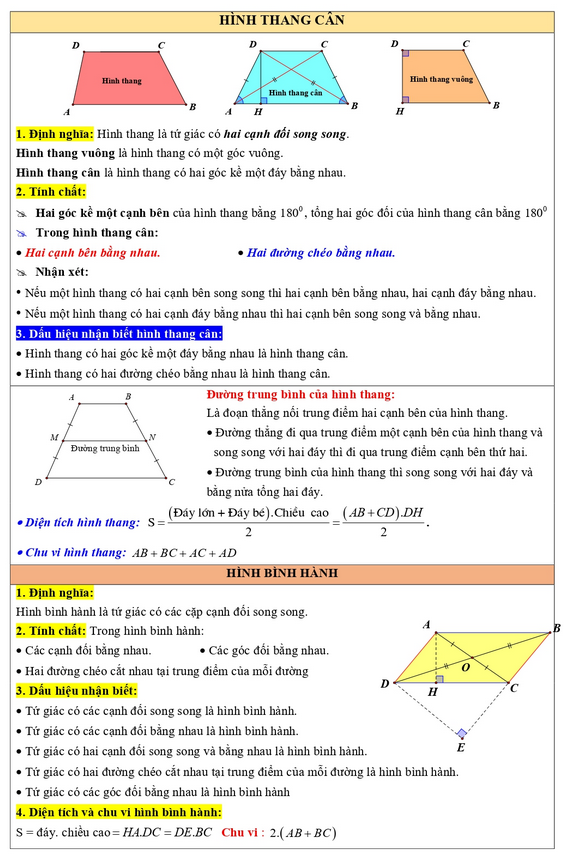 HÌNH THANG CÂN
D C D C D C
Hình thang Hình thang cân Hình thang vuông
A B A H B H B
1. Định nghĩa: Hình thang là tứ giác có hai cạnh đối song song.
Hình thang vuông là hình thang có một góc vuông.
Hình thang cân là hình thang có hai góc kề một đáy bằng nhau.
2. Tính chất:
Hai góc kề một cạnh bên của hình thang bằng 180⁰, tổng hai góc đối của hình thang cân bằng 180⁰
Trong hình thang cân:
• Hai cạnh bên bằng nhau. • Hai đường chéo bằng nhau.
Nhận xét:
• Nếu một hình thang có hai cạnh bên song song thì hai cạnh bên bằng nhau, hai cạnh đáy bằng nhau.
• Nếu một hình thang có hai cạnh đáy bằng nhau thì hai cạnh bên song song và bằng nhau.
3. Dấu hiệu nhận biết hình thang cân:
• Hình thang có hai góc kề một đáy bằng nhau là hình thang cân.
• Hình thang có hai đường chéo bằng nhau là hình thang cân.
A B
M N
Đường trung bình
D C
Đường trung bình của hình thang:
Là đoạn thẳng nối trung điểm hai cạnh bên của hình thang.
• Đường thẳng đi qua trung điểm một cạnh bên của hình thang và
song song với hai đáy thì đi qua trung điểm cạnh bên thứ hai.
• Đường trung bình của hình thang thì song song với hai đáy và
bằng nửa tổng hai đáy.
• Diện tích hình thang: S = (Đáy lớn + Đáy bé).Chiều cao / 2 = (AB + CD).DH / 2 .
• Chu vi hình thang: AB + BC + AC + AD
HÌNH BÌNH HÀNH
1. Định nghĩa:
Hình bình hành là tứ giác có các cặp cạnh đối song song.
2. Tính chất: Trong hình bình hành:
• Các cạnh đối bằng nhau. • Các góc đối bằng nhau.
• Hai đường chéo cắt nhau tại trung điểm của mỗi đường
3. Dấu hiệu nhận biết:
• Tứ giác có các cạnh đối song song là hình bình hành.
• Tứ giác có các cạnh đối bằng nhau là hình bình hành.
• Tứ giác có hai cạnh đối song song và bằng nhau là hình bình hành.
• Tứ giác có hai đường chéo cắt nhau tại trung điểm của mỗi đường là hình bình hành.
• Tứ giác có các góc đối bằng nhau là hình bình hành
A B
O
D H C
E
4. Diện tích và chu vi hình bình hành:
S = đáy. chiều cao = HA.DC = DE.BC Chu vi : 2.(AB + BC)